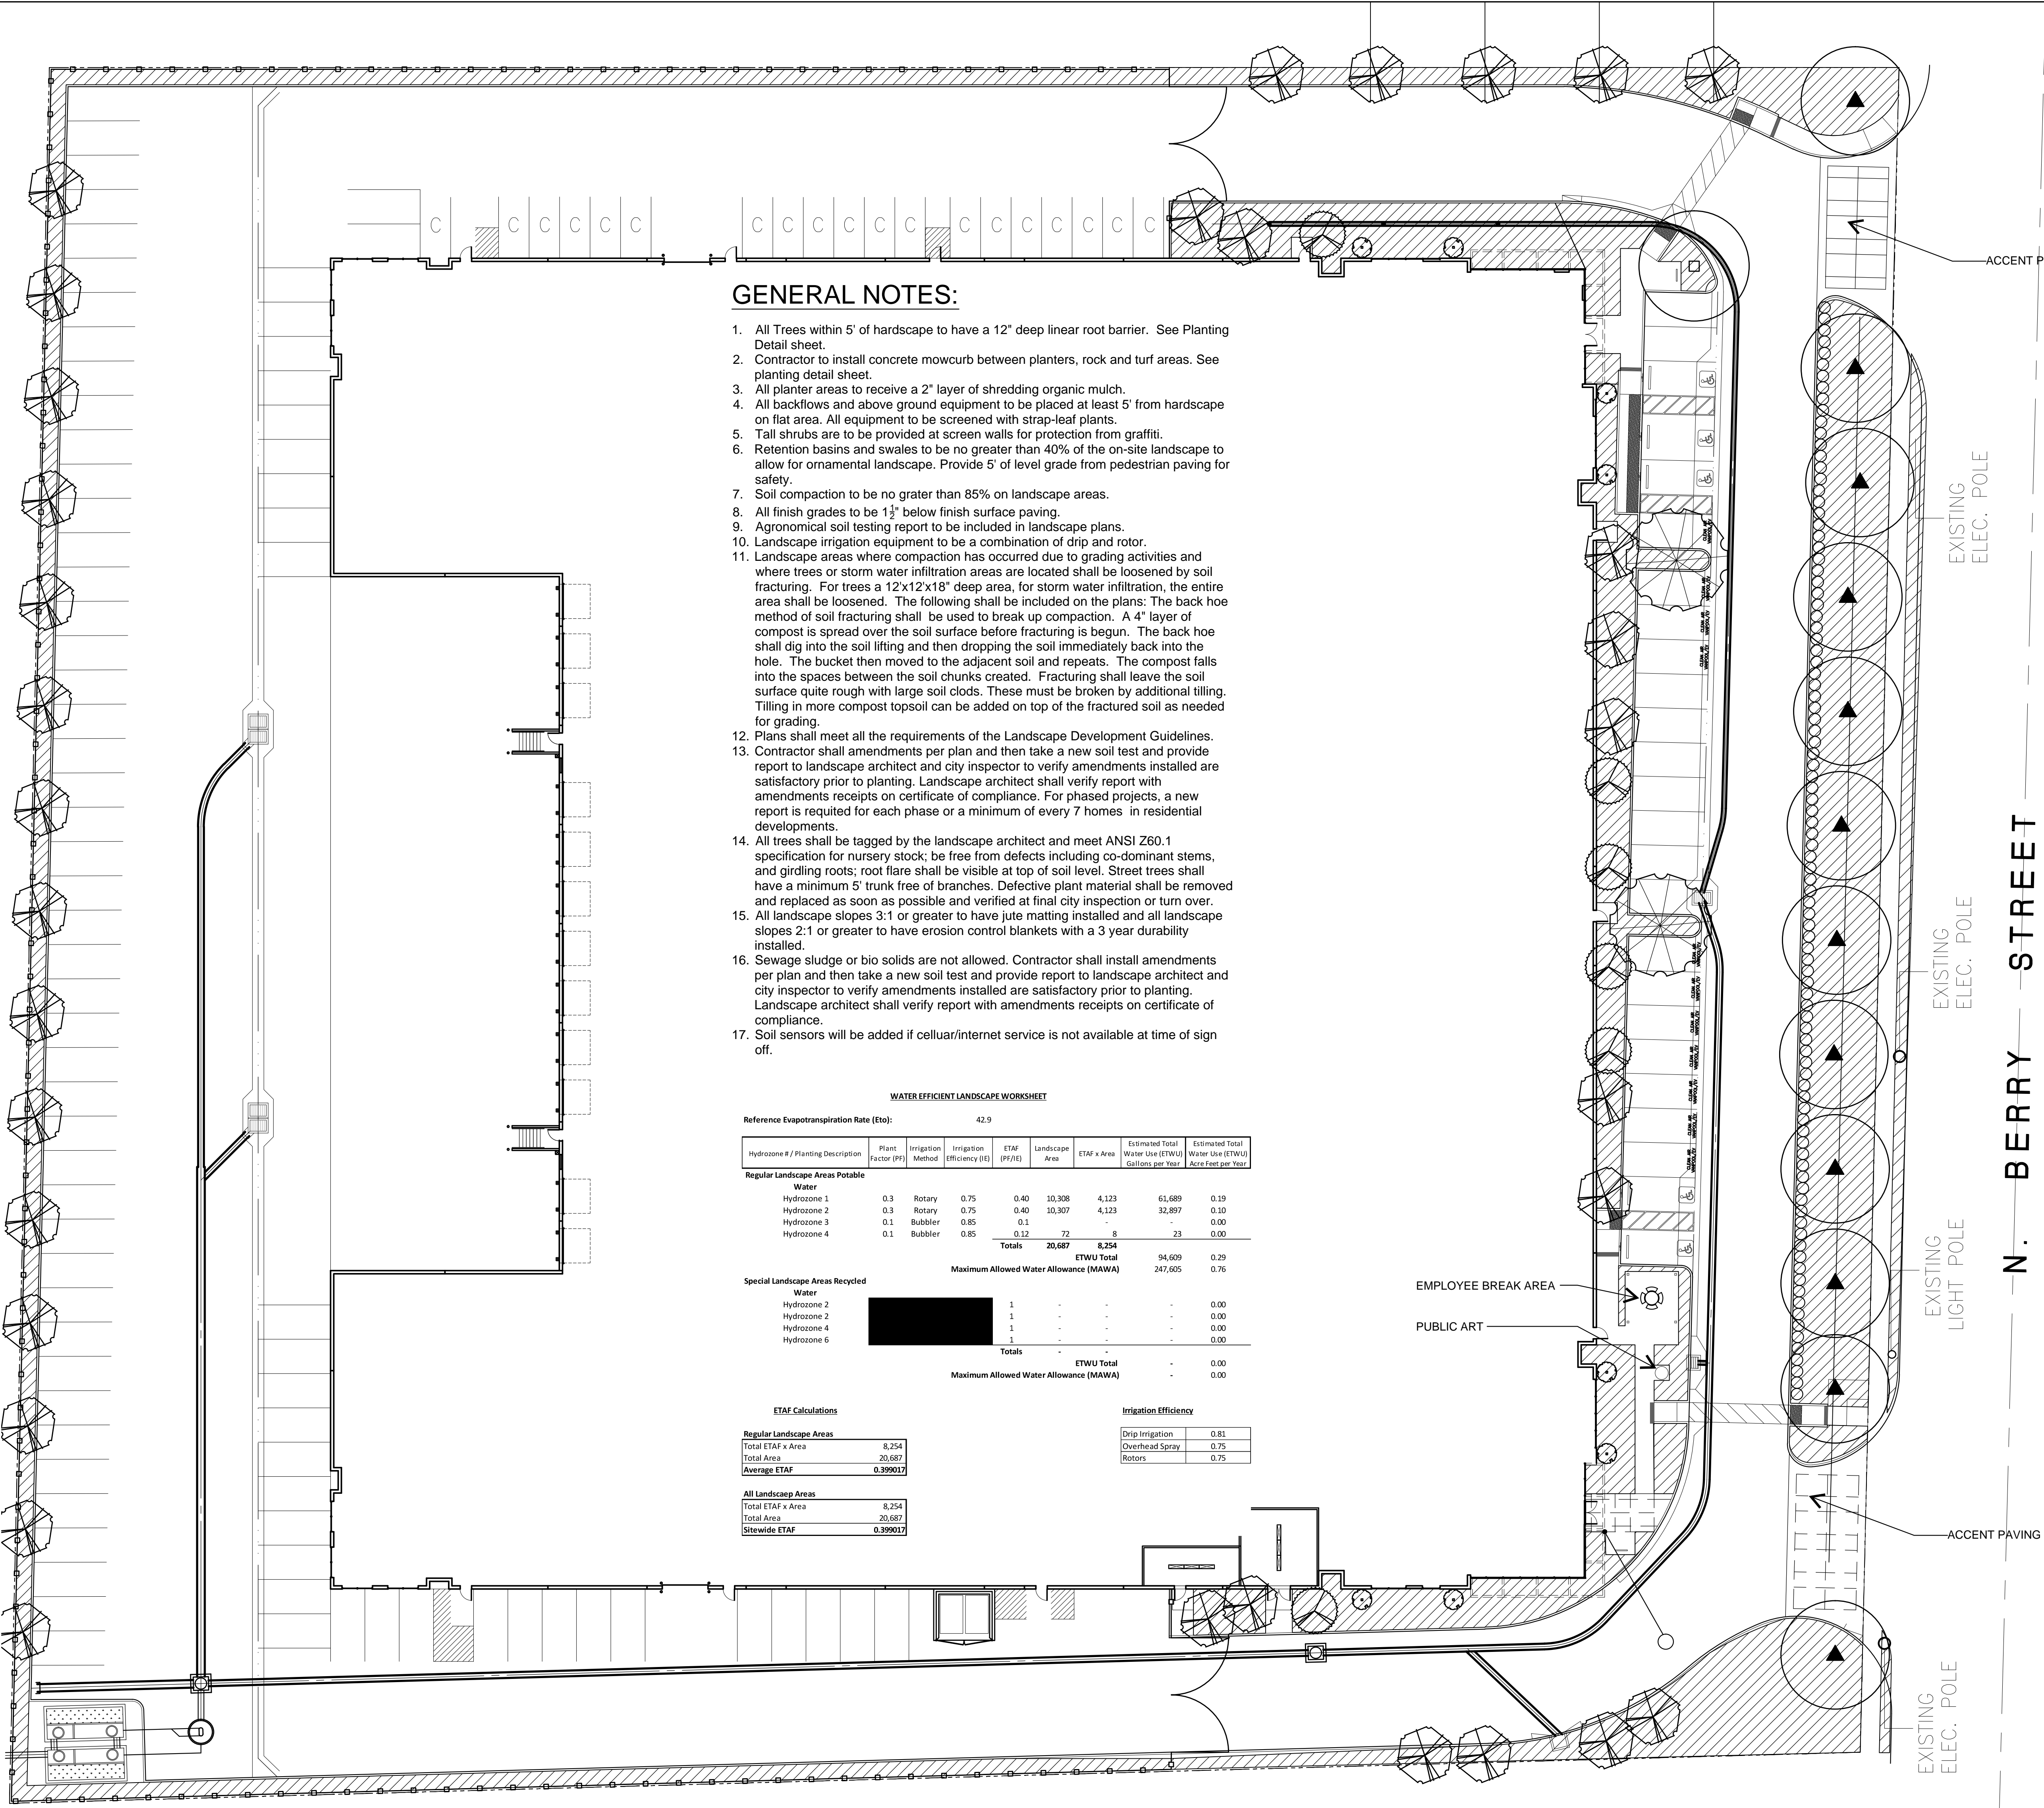 GENERAL NOTES:
1. All Trees within 5' of hardscape to have a 12" deep linear root barrier. See Planting
Detail sheet.
2. Contractor to install concrete mowcurb between planters, rock and turf areas. See
planting detail sheet.
3. All planter areas to receive a 2" layer of shredding organic mulch.
4. All backflows and above ground equipment to be placed at least 5' from hardscape
on flat area. All equipment to be screened with strap-leaf plants.
5. Tall shrubs are to be provided at screen walls for protection from graffiti.
6. Retention basins and swales to be no greater than 40% of the on-site landscape to
allow for ornamental landscape. Provide 5' of level grade from pedestrian paving for
safety.
7. Soil compaction to be no grater than 85% on landscape areas.
8. All finish grades to be 1½" below finish surface paving.
9. Agronomical soil testing report to be included in landscape plans.
10. Landscape irrigation equipment to be a combination of drip and rotor.
11. Landscape areas where compaction has occurred due to grading activities and
where trees or storm water infiltration areas are located shall be loosened by soil
fracturing. For trees a 12'x12'x18" deep area, for storm water infiltration, the entire
area shall be loosened. The following shall be included on the plans: The back hoe
method of soil fracturing shall be used to break up compaction. A 4" layer of
compost is spread over the soil surface before fracturing is begun. The back hoe
shall dig into the soil lifting and then dropping the soil immediately back into the
hole. The bucket then moved to the adjacent soil and repeats. The compost falls
into the spaces between the soil chunks created. Fracturing shall leave the soil
surface quite rough with large soil clods. These must be broken by additional tilling.
Tilling in more compost topsoil can be added on top of the fractured soil as needed
for grading.
12. Plans shall meet all the requirements of the Landscape Development Guidelines.
13. Contractor shall amendments per plan and then take a new soil test and provide
report to landscape architect and city inspector to verify amendments installed are
satisfactory prior to planting. Landscape architect shall verify report with
amendments receipts on certificate of compliance. For phased projects, a new
report is requited for each phase or a minimum of every 7 homes in residential
developments.
14. All trees shall be tagged by the landscape architect and meet ANSI Z60.1
specification for nursery stock; be free from defects including co-dominant stems,
and girdling roots; root flare shall be visible at top of soil level. Street trees shall
have a minimum 5' trunk free of branches. Defective plant material shall be removed
and replaced as soon as possible and verified at final city inspection or turn over.
15. All landscape slopes 3:1 or greater to have jute matting installed and all landscape
slopes 2:1 or greater to have erosion control blankets with a 3 year durability
installed.
16. Sewage sludge or bio solids are not allowed. Contractor shall install amendments
per plan and then take a new soil test and provide report to landscape architect and
city inspector to verify amendments installed are satisfactory prior to planting.
Landscape architect shall verify report with amendments receipts on certificate of
compliance.
17. Soil sensors will be added if celluar/internet service is not available at time of sign
off.
WATER EFFICIENT LANDSCAPE WORKSHEET
Reference Evapotranspiration Rate (Eto): 42.9
Hydrozone # / Planting Description Plant Factor (PF) Irrigation Method Irrigation Efficiency (IE) ETAF (PF/IE) Landscape Area ETAF x Area Estimated Total Water Use (ETWU) Gallons per Year Estimated Total Water Use (ETWU) Acre Feet per Year
Regular Landscape Areas Potable
Water
Hydrozone 1 0.3 Rotary 0.75 0.40 10,308 4,123 61,689 0.19
Hydrozone 2 0.3 Rotary 0.75 0.40 10,307 4,123 32,897 0.10
Hydrozone 3 0.1 Bubbler 0.85 0.1 - - 0.00
Hydrozone 4 0.1 Bubbler 0.85 0.12 72 8 23 0.00
Totals 20,687 8,254
ETWU Total 94,609 0.29
Maximum Allowed Water Allowance (MAWA) 247,605 0.76
Special Landscape Areas Recycled
Water
Hydrozone 2 1 - - - 0.00
Hydrozone 2 1 - - - 0.00
Hydrozone 4 1 - - - 0.00
Hydrozone 6 1 - - - 0.00
Totals - -
ETWU Total - 0.00
Maximum Allowed Water Allowance (MAWA) - 0.00
ETAF Calculations
Regular Landscape Areas
Total ETAF x Area 8,254
Total Area 20,687
Average ETAF 0.399017
All Landscaep Areas
Total ETAF x Area 8,254
Total Area 20,687
Sitewide ETAF 0.399017
Irrigation Efficiency
Drip Irrigation 0.81
Overhead Spray 0.75
Rotors 0.75
C C C C C C
C C C C C C C C C C C C C
ACCENT P
EXISTING
ELEC. POLE
EXISTING
ELEC. POLE
N. BERRY STREET
EXISTING
LIGHT POLE
EMPLOYEE BREAK AREA
PUBLIC ART
ACCENT PAVING
EXISTING
ELEC. POLE